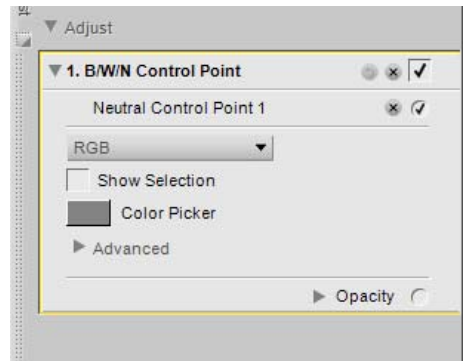 Adjust
1. B/W/N Control Point
Neutral Control Point 1
RGB
Show Selection
Color Picker
Advanced
Opacity